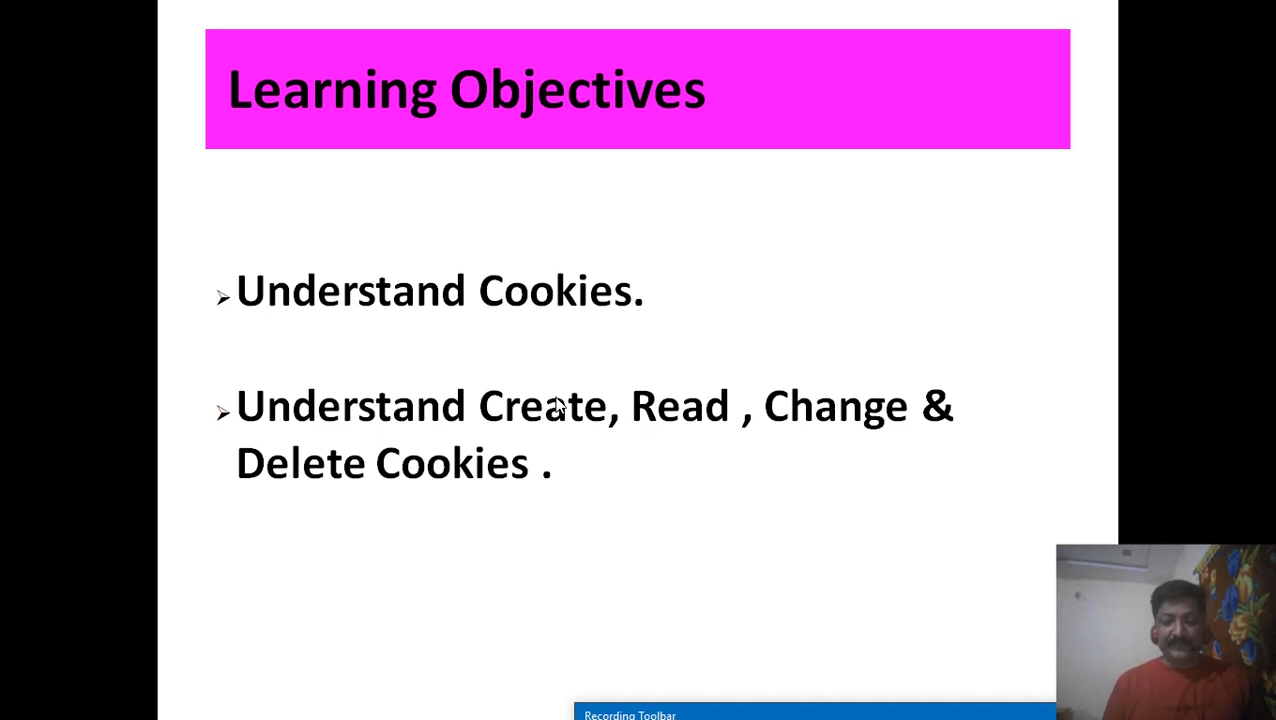 Learning Objectives
Understand Cookies.
Understand Create, Read , Change &
Delete Cookies .
Recording Toolbar